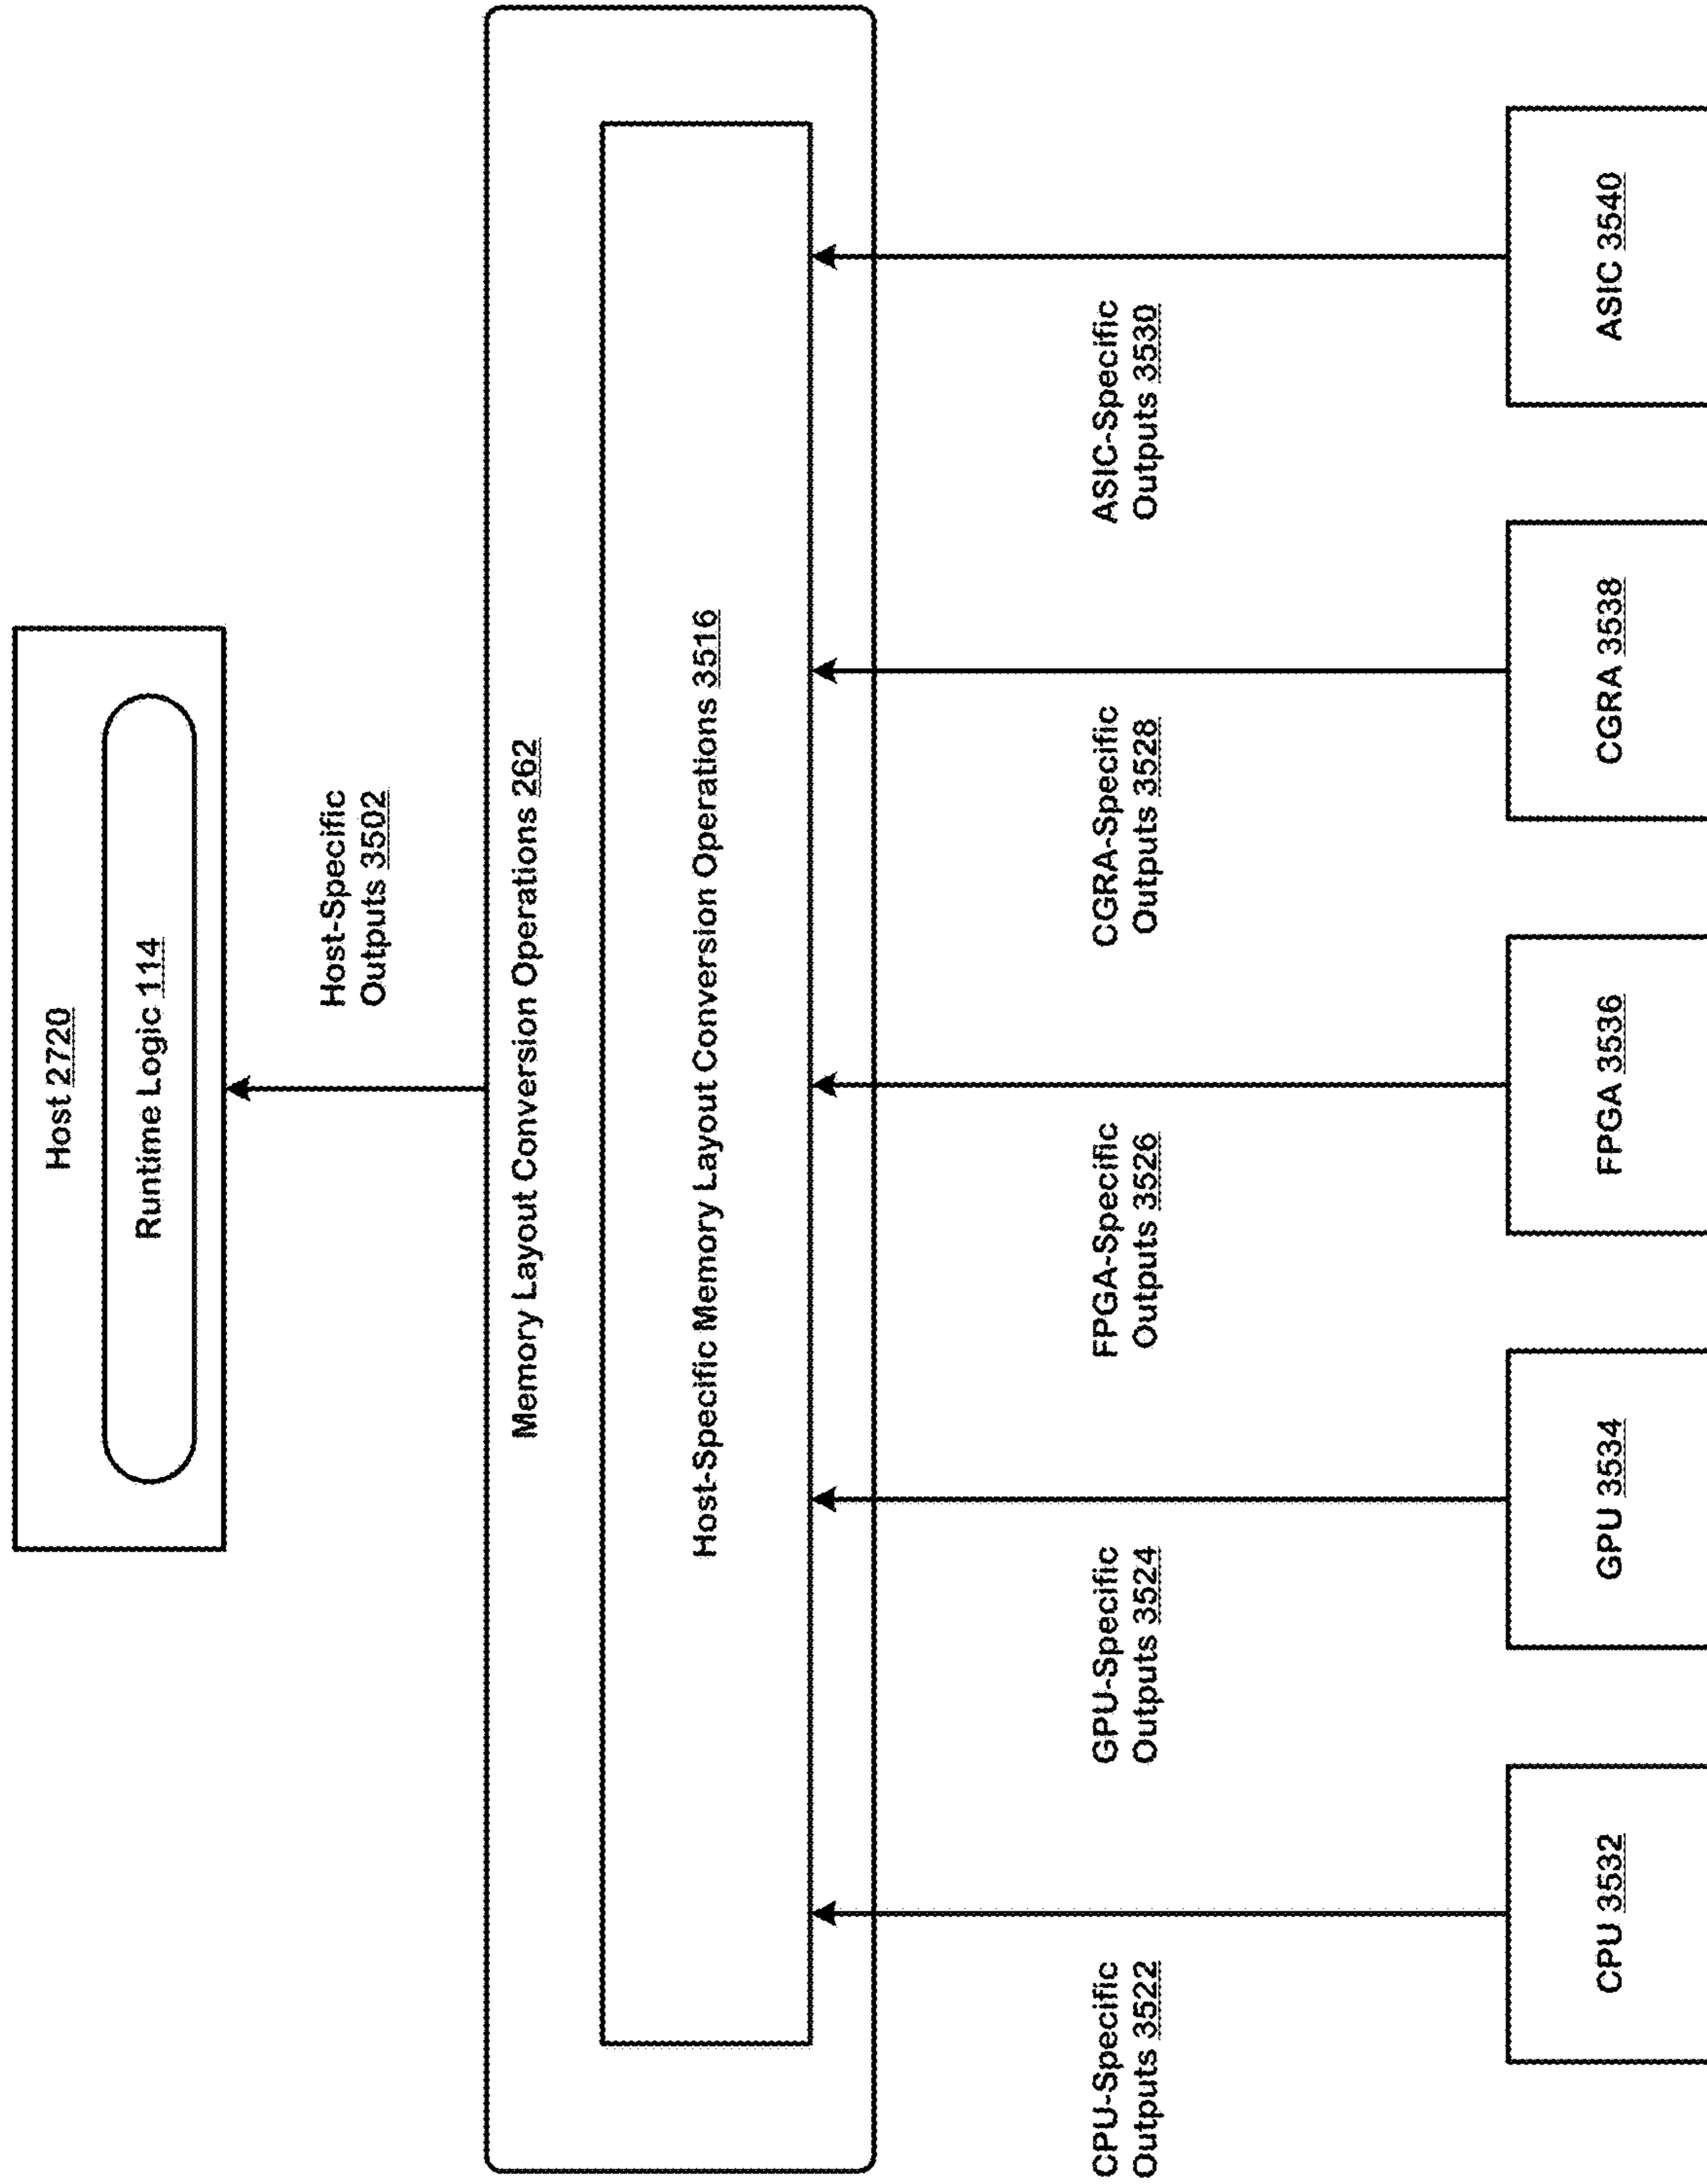 Host 2720
Runtime Logic 114
Host-Specific
Outputs 3502
Memory Layout Conversion Operations 262
Host-Specific Memory Layout Conversion Operations 3516
CPU-Specific
Outputs 3522
GPU-Specific
Outputs 3524
FPGA-Specific
Outputs 3526
CGRA-Specific
Outputs 3528
ASIC-Specific
Outputs 3530
CPU 3532
GPU 3534
FPGA 3536
CGRA 3538
ASIC 3540